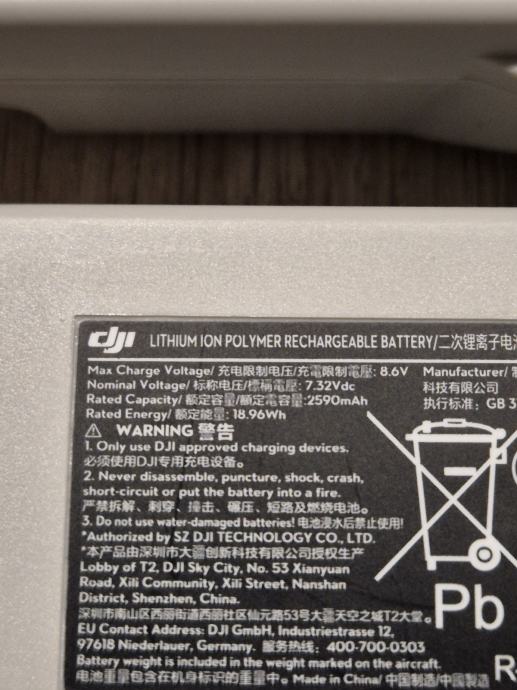 dji LITHIUM ION POLYMER RECHARGEABLE BATTERY/二次锂离子电池
Max Charge Voltage/ 充电限制电压/充電限制電壓: 8.6V Manufacturer/
Nominal Voltage/ 标称电压/標稱電壓: 7.32Vdc 科技有限公司
Rated Capacity/ 额定容量/額定電容量:2590mAh 执行标准: GB 3
Rated Energy/ 额定能量: 18.96Wh
WARNING 警告
1. Only use DJI approved charging devices.
必须使用DJI专用充电设备。
2. Never disassemble, puncture, shock, crash,
short-circuit or put the battery into a fire.
严禁拆解、刺穿、撞击、碾压、短路及燃烧电池。
3. Do not use water-damaged batteries! 电池浸水后禁止使用!
*Authorized by SZ DJI TECHNOLOGY CO., LTD.
*本产品由深圳市大疆创新科技有限公司授权生产
Lobby of T2, DJI Sky City, No. 53 Xianyuan
Road, Xili Community, Xili Street, Nanshan
District, Shenzhen, China.
深圳市南山区西丽街道西丽社区仙元路53号大疆天空之城T2大堂。
Pb
EU Contact Address: DJI GmbH, Industriestrasse 12,
97618 Niederlauer, Germany. 服务热线: 400-700-0303
Battery weight is included in the weight marked on the aircraft.
电池重量包含在机身标识的重量中。 Made in China/ 中国制造/中國製造